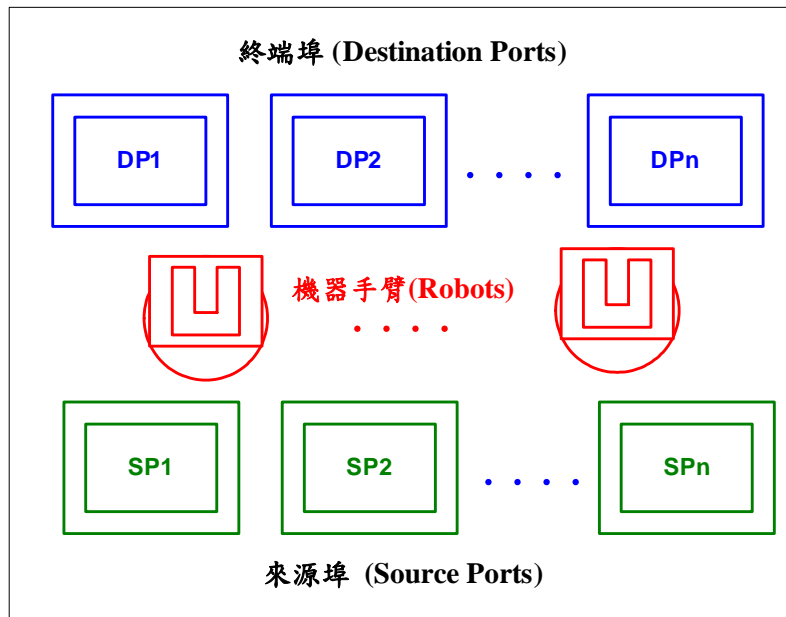 終端埠 (Destination Ports)
DP1 DP2 . . . . DPn
機器手臂(Robots)
. . . .
SP1 SP2 . . . . SPn
來源埠 (Source Ports)